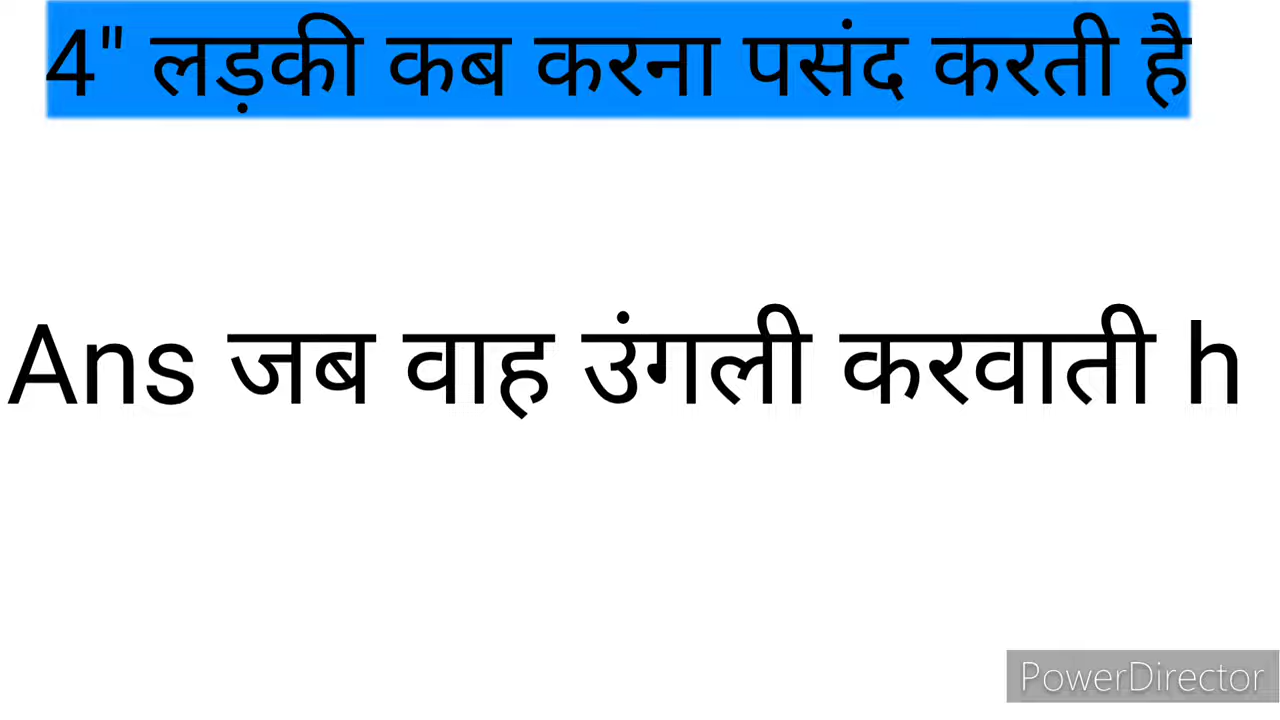 4" लड़की कब करना पसंद करती है
Ans जब वाह उंगली करवाती h
PowerDirector